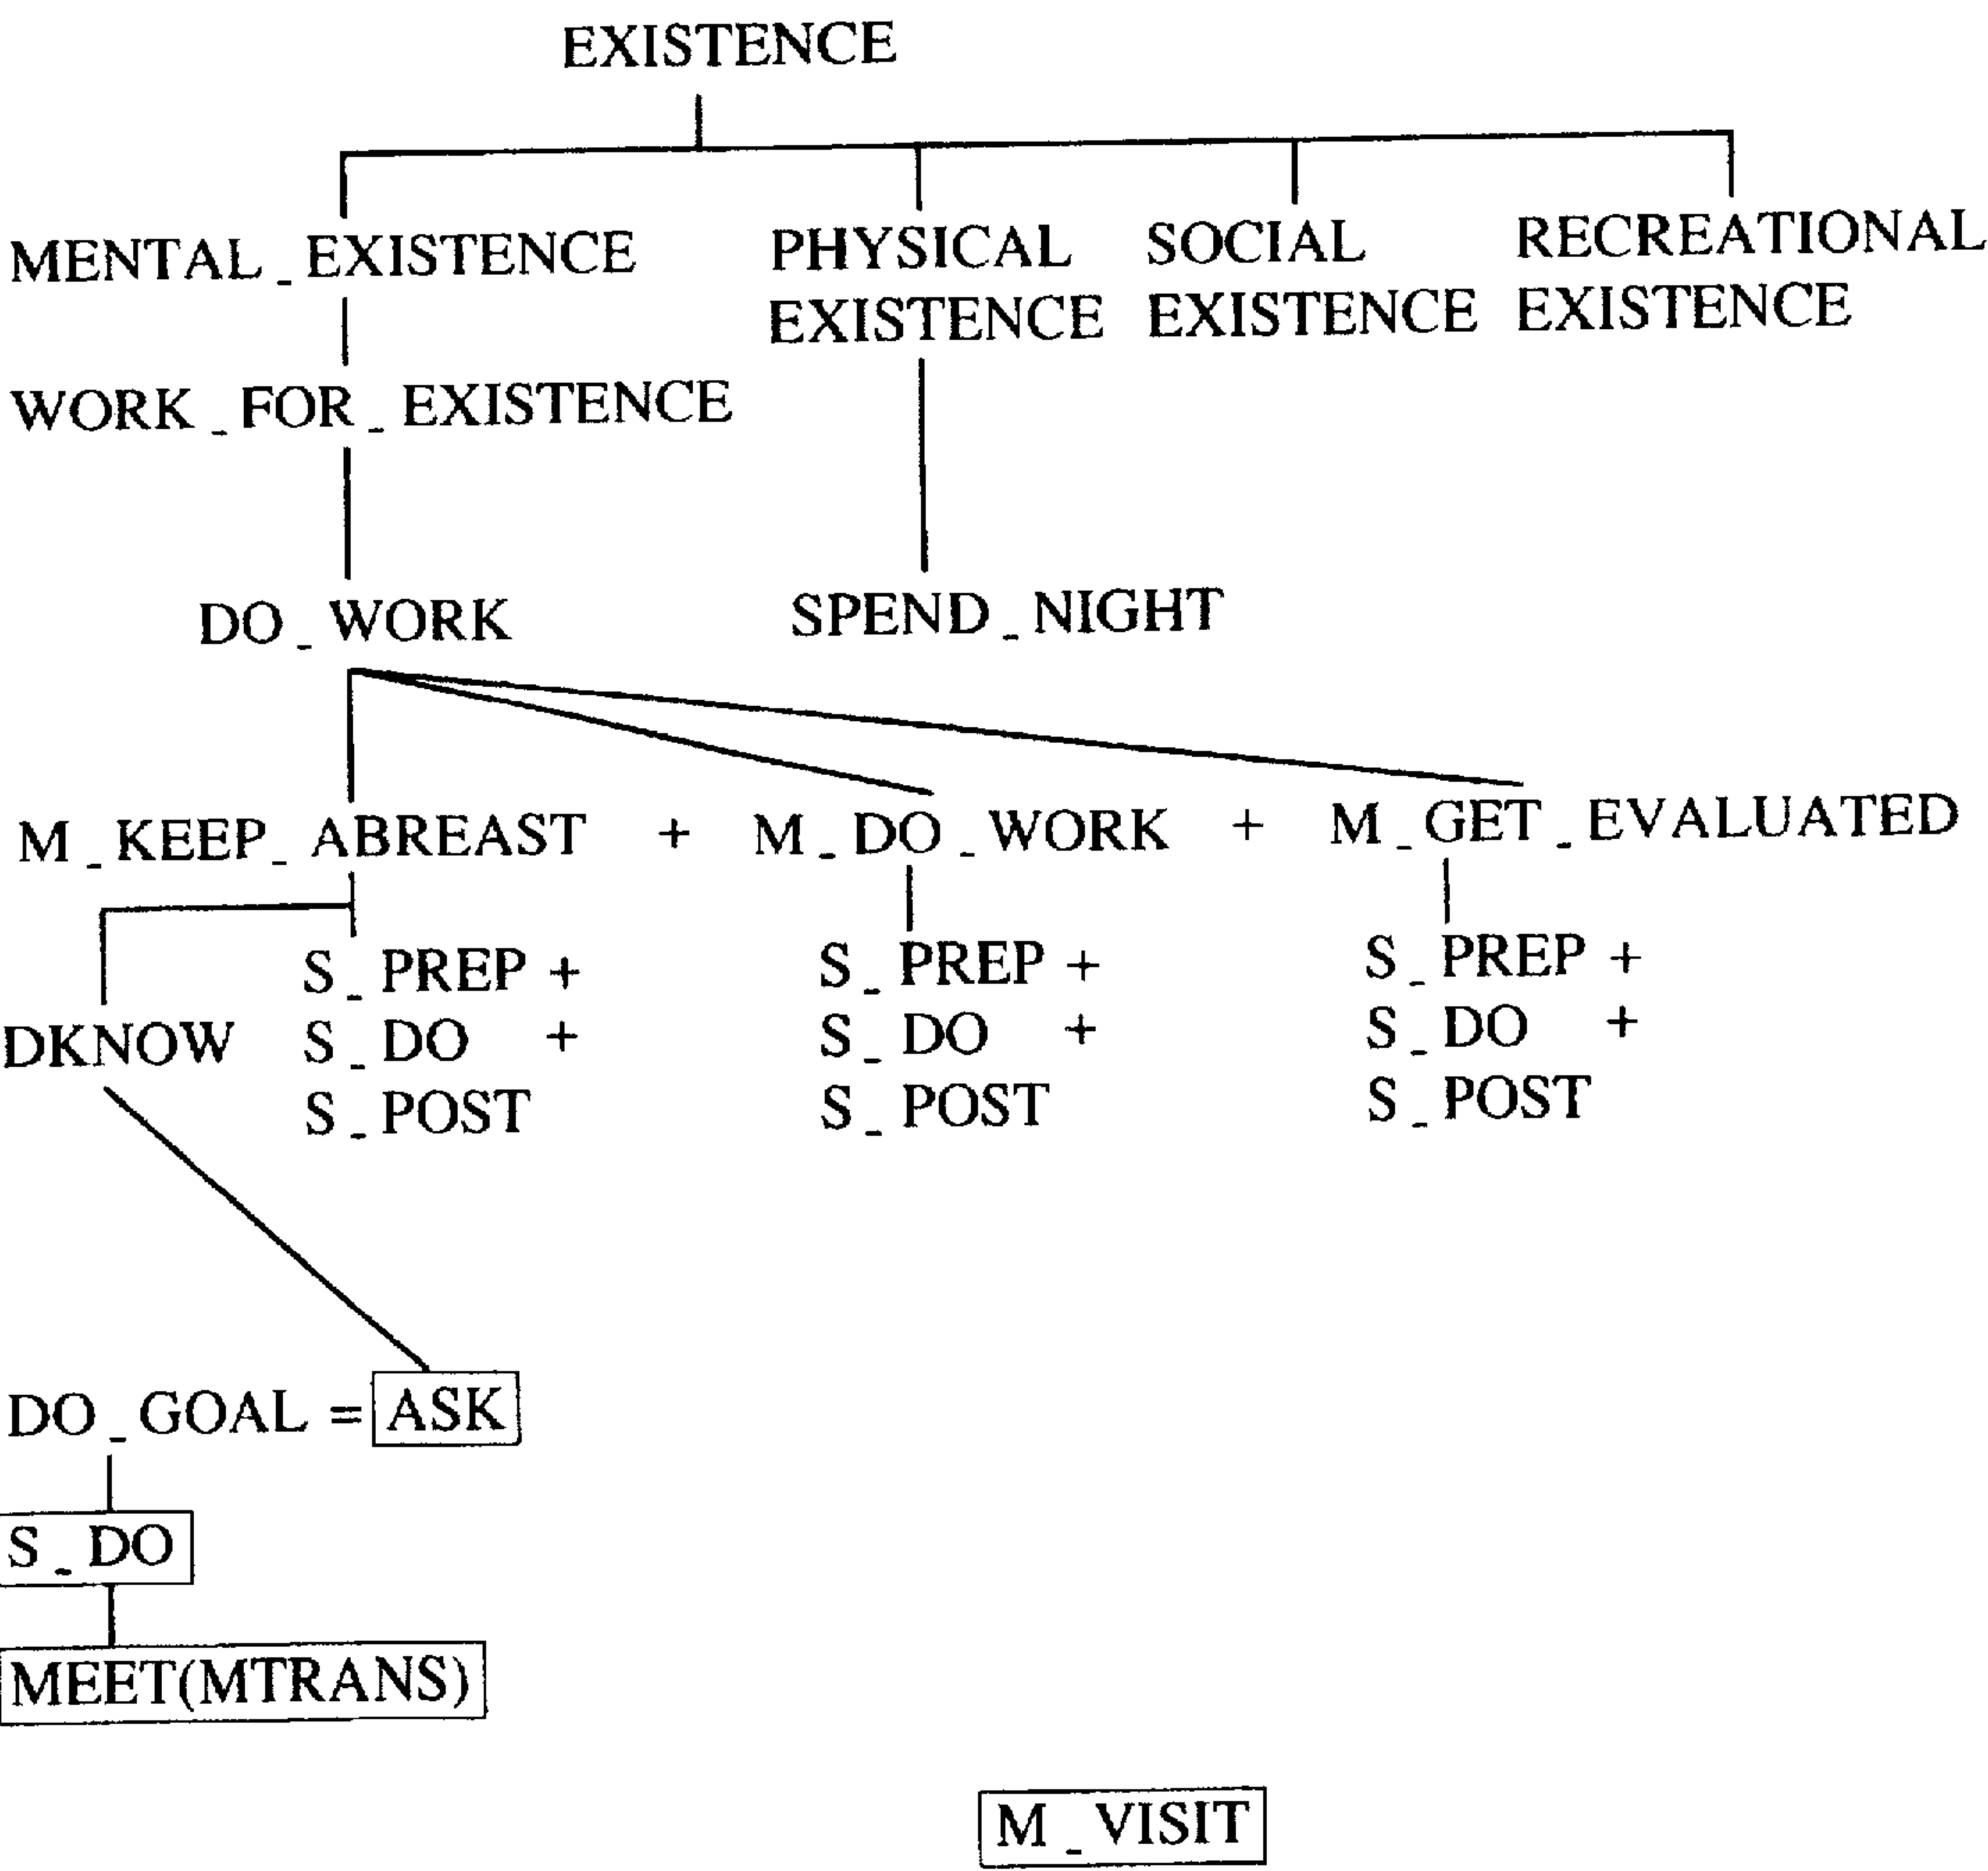 EXISTENCE
MENTAL_EXISTENCE PHYSICAL SOCIAL RECREATIONAL
EXISTENCE EXISTENCE EXISTENCE
WORK_FOR_EXISTENCE
DO_WORK SPEND_NIGHT
M_KEEP_ABREAST + M_DO_WORK + M_GET_EVALUATED
S_PREP + S_PREP + S_PREP +
DKNOW S_DO + S_DO + S_DO +
S_POST S_POST S_POST
DO_GOAL = ASK
S_DO
MEET(MTRANS)
M_VISIT